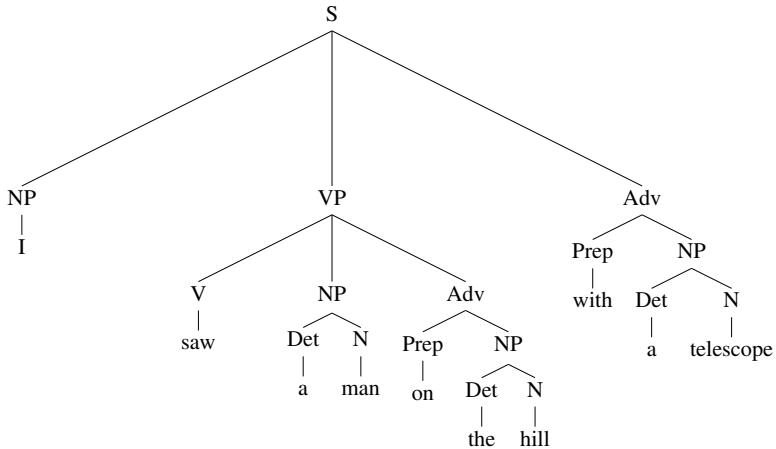 S
NP VP Adv
I Prep NP
V NP Adv with Det N
saw Det N Prep NP a telescope
a man on Det N
the hill